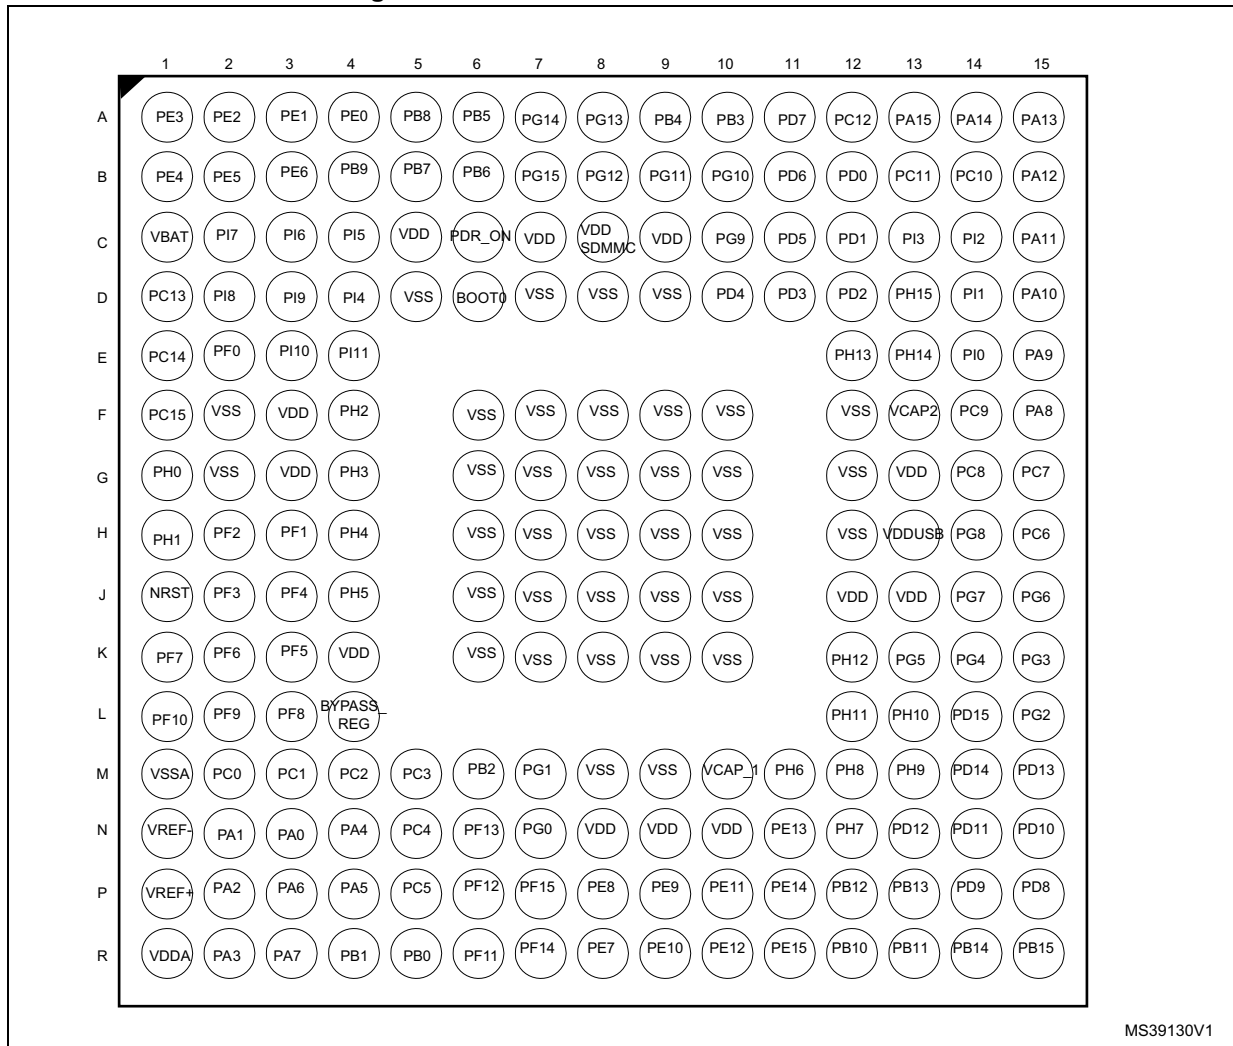 1 2 3 4 5 6 7 8 9 10 11 12 13 14 15
A PE3 PE2 PE1 PE0 PB8 PB5 PG14 PG13 PB4 PB3 PD7 PC12 PA15 PA14 PA13
B PE4 PE5 PE6 PB9 PB7 PB6 PG15 PG12 PG11 PG10 PD6 PD0 PC11 PC10 PA12
C VBAT PI7 PI6 PI5 VDD PDR_ON VDD VDD SDMMC VDD PG9 PD5 PD1 PI3 PI2 PA11
D PC13 PI8 PI9 PI4 VSS BOOT0 VSS VSS VSS PD4 PD3 PD2 PH15 PI1 PA10
E PC14 PF0 PI10 PI11 PH13 PH14 PI0 PA9
F PC15 VSS VDD PH2 VSS VSS VSS VSS VSS VSS VCAP2 PC9 PA8
G PH0 VSS VDD PH3 VSS VSS VSS VSS VSS VSS VDD PC8 PC7
H PH1 PF2 PF1 PH4 VSS VSS VSS VSS VSS VSS VDDUSB PG8 PC6
J NRST PF3 PF4 PH5 VSS VSS VSS VSS VSS VDD VDD PG7 PG6
K PF7 PF6 PF5 VDD VSS VSS VSS VSS VSS PH12 PG5 PG4 PG3
L PF10 PF9 PF8 BYPASS_ REG PH11 PH10 PD15 PG2
M VSSA PC0 PC1 PC2 PC3 PB2 PG1 VSS VSS VCAP_1 PH6 PH8 PH9 PD14 PD13
N VREF- PA1 PA0 PA4 PC4 PF13 PG0 VDD VDD VDD PE13 PH7 PD12 PD11 PD10
P VREF+ PA2 PA6 PA5 PC5 PF12 PF15 PE8 PE9 PE11 PE14 PB12 PB13 PD9 PD8
R VDDA PA3 PA7 PB1 PB0 PF11 PF14 PE7 PE10 PE12 PE15 PB10 PB11 PB14 PB15
MS39130V1